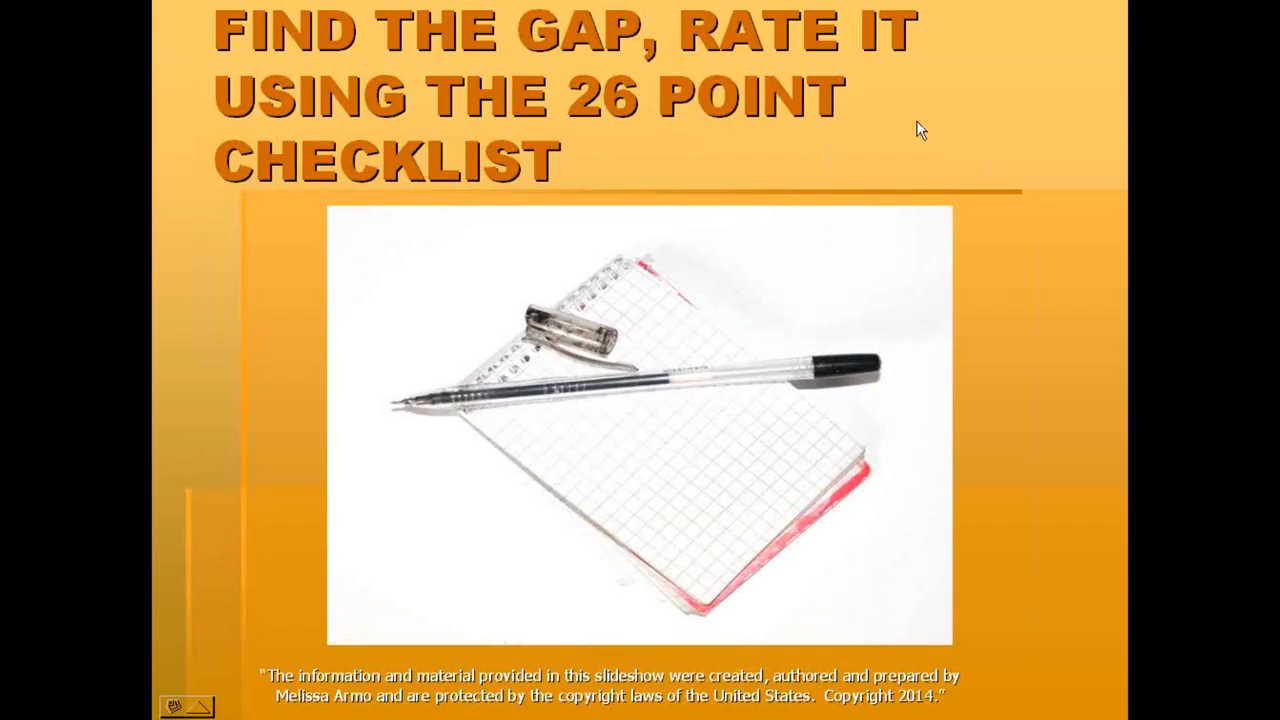 FIND THE GAP, RATE IT
USING THE 26 POINT
CHECKLIST
“The information and material provided in this slideshow were created, authored and prepared by
Melissa Armo and are protected by the copyright laws of the United States.  Copyright 2014.”